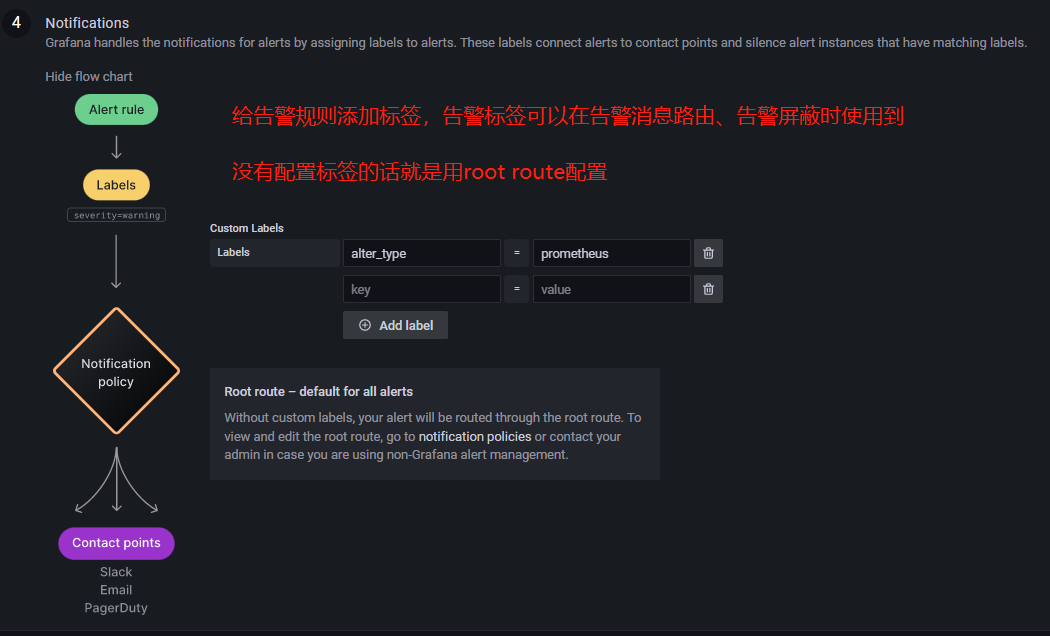 4
Notifications
Grafana handles the notifications for alerts by assigning labels to alerts. These labels connect alerts to contact points and silence alert instances that have matching labels.
Hide flow chart
Alert rule
Labels
severity=warning
Notification
policy
Contact points
Slack
Email
PagerDuty
给告警规则添加标签，告警标签可以在告警消息路由、告警屏蔽时使用到
没有配置标签的话就是用root route配置
Custom Labels
Labels alter_type = prometheus
key = value
Add label
Root route – default for all alerts
Without custom labels, your alert will be routed through the root route. To
view and edit the root route, go to notification policies or contact your
admin in case you are using non-Grafana alert management.